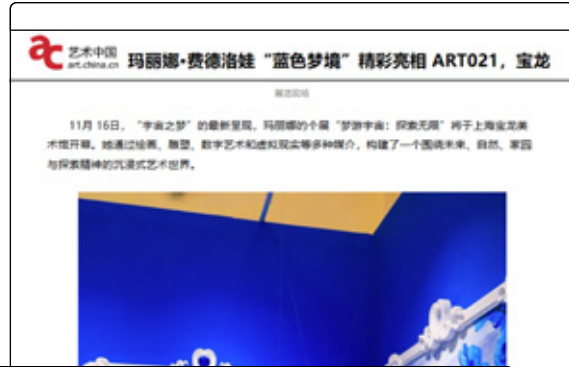 艺术中国
art.china.cn
玛丽娜·费德洛娃“蓝色梦境”精彩亮相 ART021，宝龙
展览现场
11月 16日，“宇宙之梦”的最新呈现，玛丽娜的个展“梦游宇宙：探索无限”将于上海宝龙美
术馆开幕。她通过绘画、雕塑、数字艺术和虚拟现实等多种媒介，构建了一个围绕未来、自然、家园
与探索精神的沉浸式艺术世界。